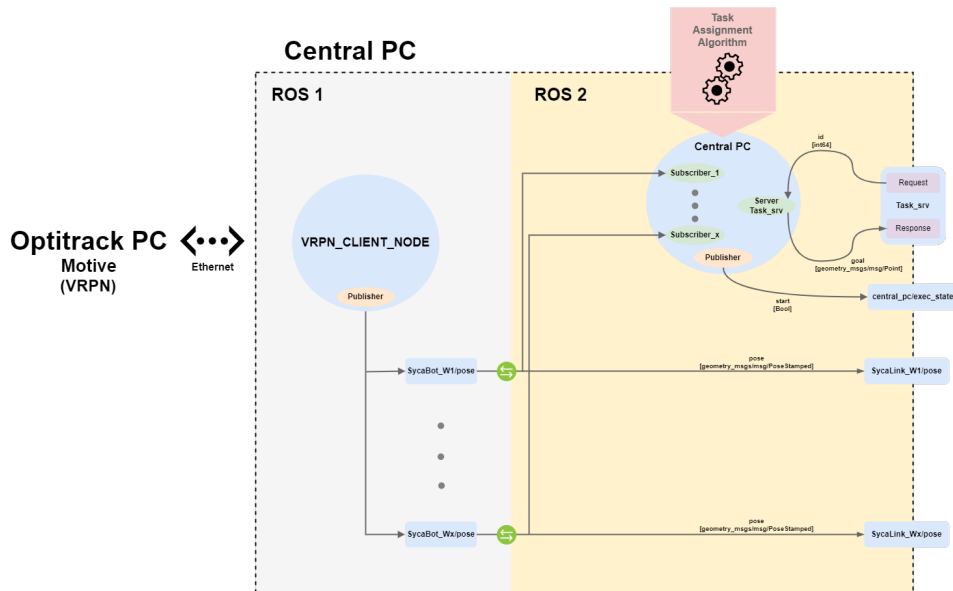 Task
Assignment
Algorithm
Central PC
ROS 1
ROS 2
Central PC
Subscriber_1
Server
Task_srv
Subscriber_x
Publisher
id
[int64]
Request
Task_srv
Response
goal
[geometry_msgs/msg/Point]
start
[Bool]
central_pc/exec_state
VRPN_CLIENT_NODE
Publisher
Optitrack PC
Motive
(VRPN)
Ethernet
SycaBot_W1/pose
pose
[geometry_msgs/msg/PoseStamped]
SycaLink_W1/pose
SycaBot_Wx/pose
pose
[geometry_msgs/msg/PoseStamped]
SycaLink_Wx/pose